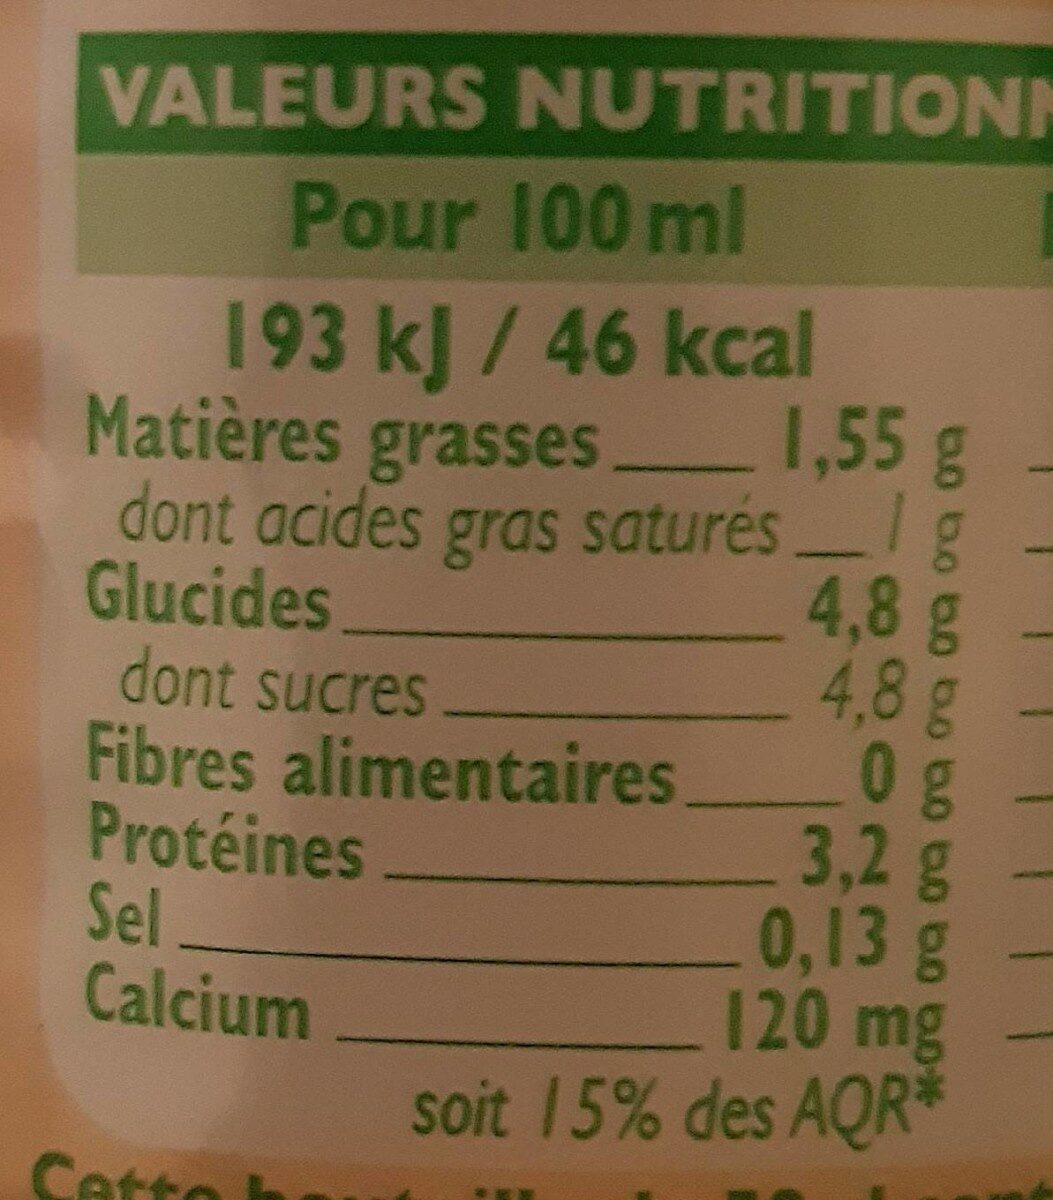 VALEURS NUTRITIONN
Pour 100 ml
193 kJ / 46 kcal
Matières grasses 1,55 g
dont acides gras saturés 1 g
Glucides 4,8 g
dont sucres 4,8 g
Fibres alimentaires 0 g
Protéines 3,2 g
Sel 0,13 g
Calcium 120 mg
soit 15% des AQR*
Cette